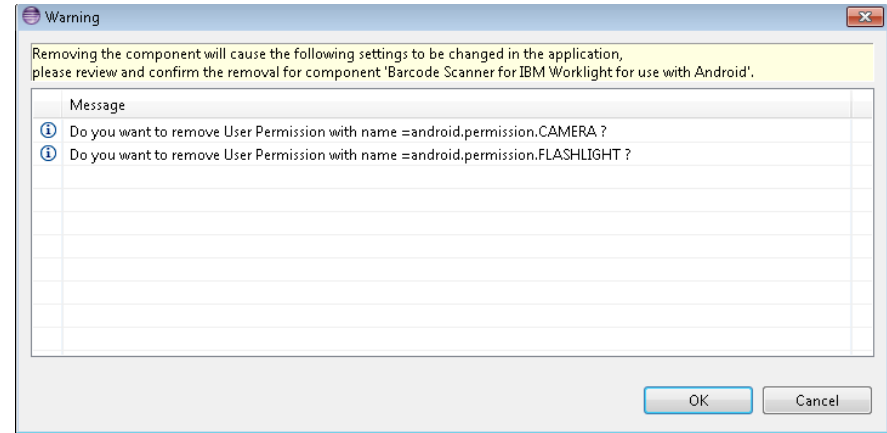 Warning
Removing the component will cause the following settings to be changed in the application,
please review and confirm the removal for component 'Barcode Scanner for IBM Worklight for use with Android'.
Message
Do you want to remove User Permission with name =android.permission.CAMERA ?
Do you want to remove User Permission with name =android.permission.FLASHLIGHT ?
OK Cancel